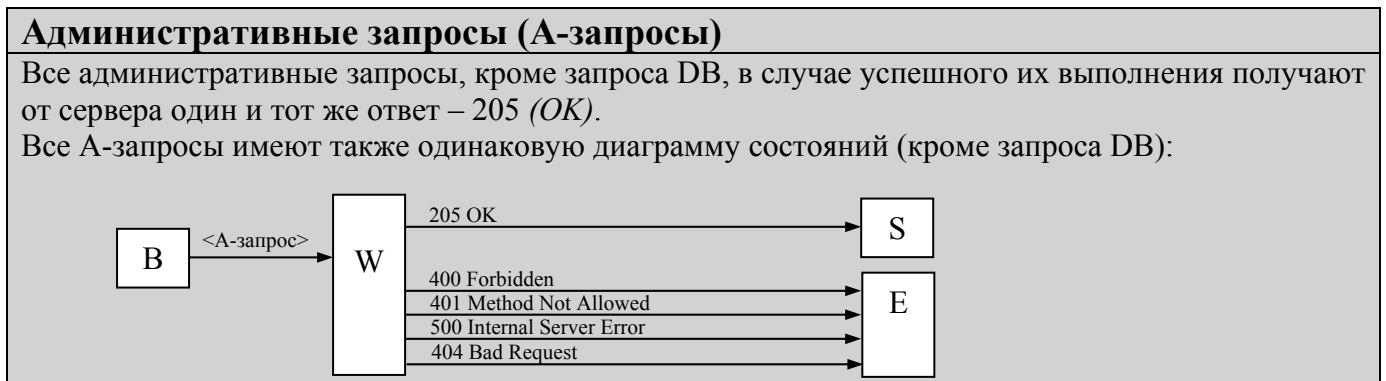 Административные запросы (А-запросы)
Все административные запросы, кроме запроса DB, в случае успешного их выполнения получают
от сервера один и тот же ответ – 205 (OK).
Все А-запросы имеют также одинаковую диаграмму состояний (кроме запроса DB):
205 OK
S
<А-запрос>
B
W
400 Forbidden
E
401 Method Not Allowed
500 Internal Server Error
404 Bad Request